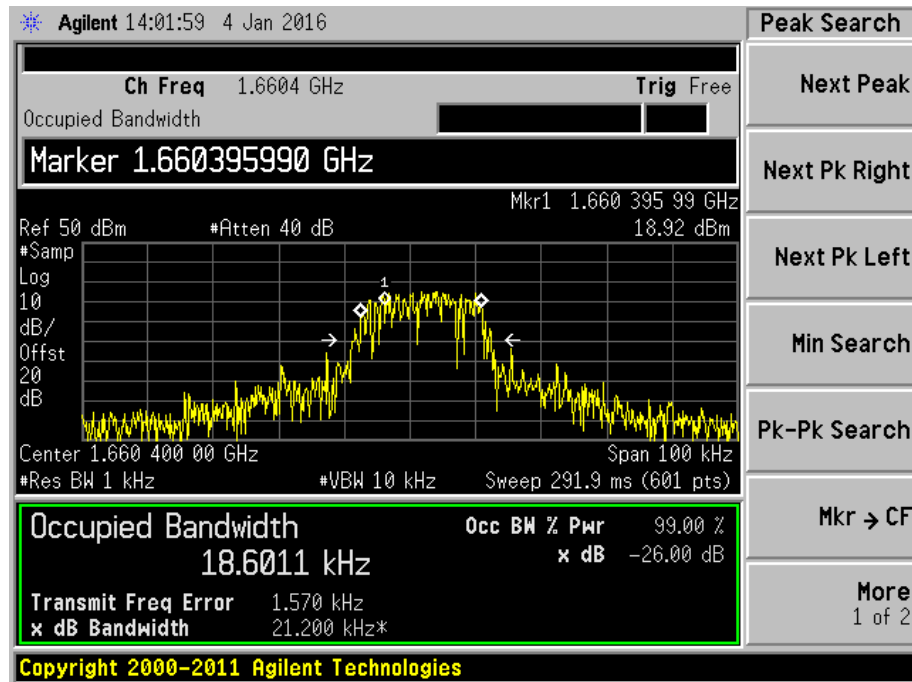 Agilent 14:01:59 4 Jan 2016
Peak Search
Ch Freq 1.6604 GHz Trig Free
Occupied Bandwidth
Marker 1.660395990 GHz
Mkr1 1.660 395 99 GHz
Ref 50 dBm #Atten 40 dB 18.92 dBm
#Samp
Log
10
dB/
Offst
20
dB
1
Center 1.660 400 00 GHz Span 100 kHz
#Res BW 1 kHz #VBW 10 kHz Sweep 291.9 ms (601 pts)
Occupied Bandwidth Occ BW % Pwr 99.00 %
18.6011 kHz x dB -26.00 dB
Transmit Freq Error 1.570 kHz
x dB Bandwidth 21.200 kHz*
Copyright 2000-2011 Agilent Technologies
Next Peak
Next Pk Right
Next Pk Left
Min Search
Pk-Pk Search
Mkr → CF
More
1 of 2